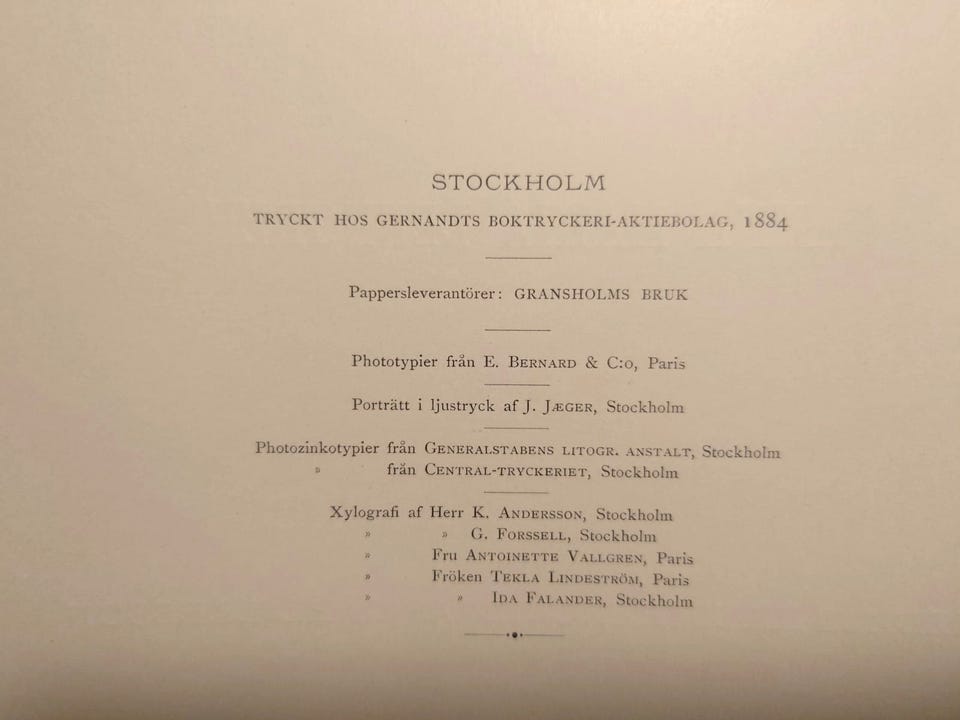 STOCKHOLM
TRYCKT HOS GERNANDTS BOKTRYCKERI-AKTIEBOLAG, 1884
Pappersleverantörer: GRANSHOLMS BRUK
Phototypier från E. BERNARD & C:o, Paris
Porträtt i ljustryck af J. JÆGER, Stockholm
Photozinkotypier från GENERALSTABENS LITOGR. ANSTALT, Stockholm
» från CENTRAL-TRYCKERIET, Stockholm
Xylografi af Herr K. ANDERSSON, Stockholm
» » G. FORSSELL, Stockholm
» Fru ANTOINETTE VALLGREN, Paris
» Fröken TEKLA LINDESTRÖM, Paris
» » IDA FALANDER, Stockholm